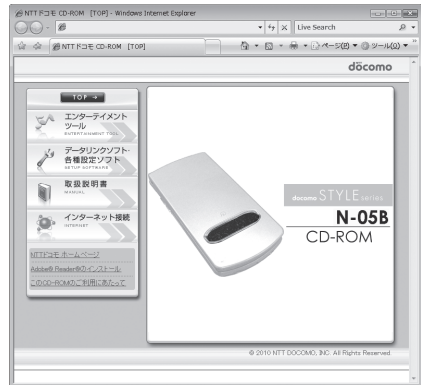 NTTドコモ CD-ROM [TOP] - Windows Internet Explorer
Live Search
NTTドコモ CD-ROM [TOP]
ページ(P) ツール(O)
döcomo
TOP →
エンターテイメント
ツール
ENTERTAINMENT TOOL
データリンクソフト・
各種設定ソフト
SETUP SOFTWARE
取扱説明書
MANUAL
インターネット接続
INTERNET
NTTドコモ ホームページ
Adobe® Reader®のインストール
このCD-ROMのご利用にあたって
docomo STYLE series
N-05B
CD-ROM
© 2010 NTT DOCOMO, INC. All Rights Reserved.